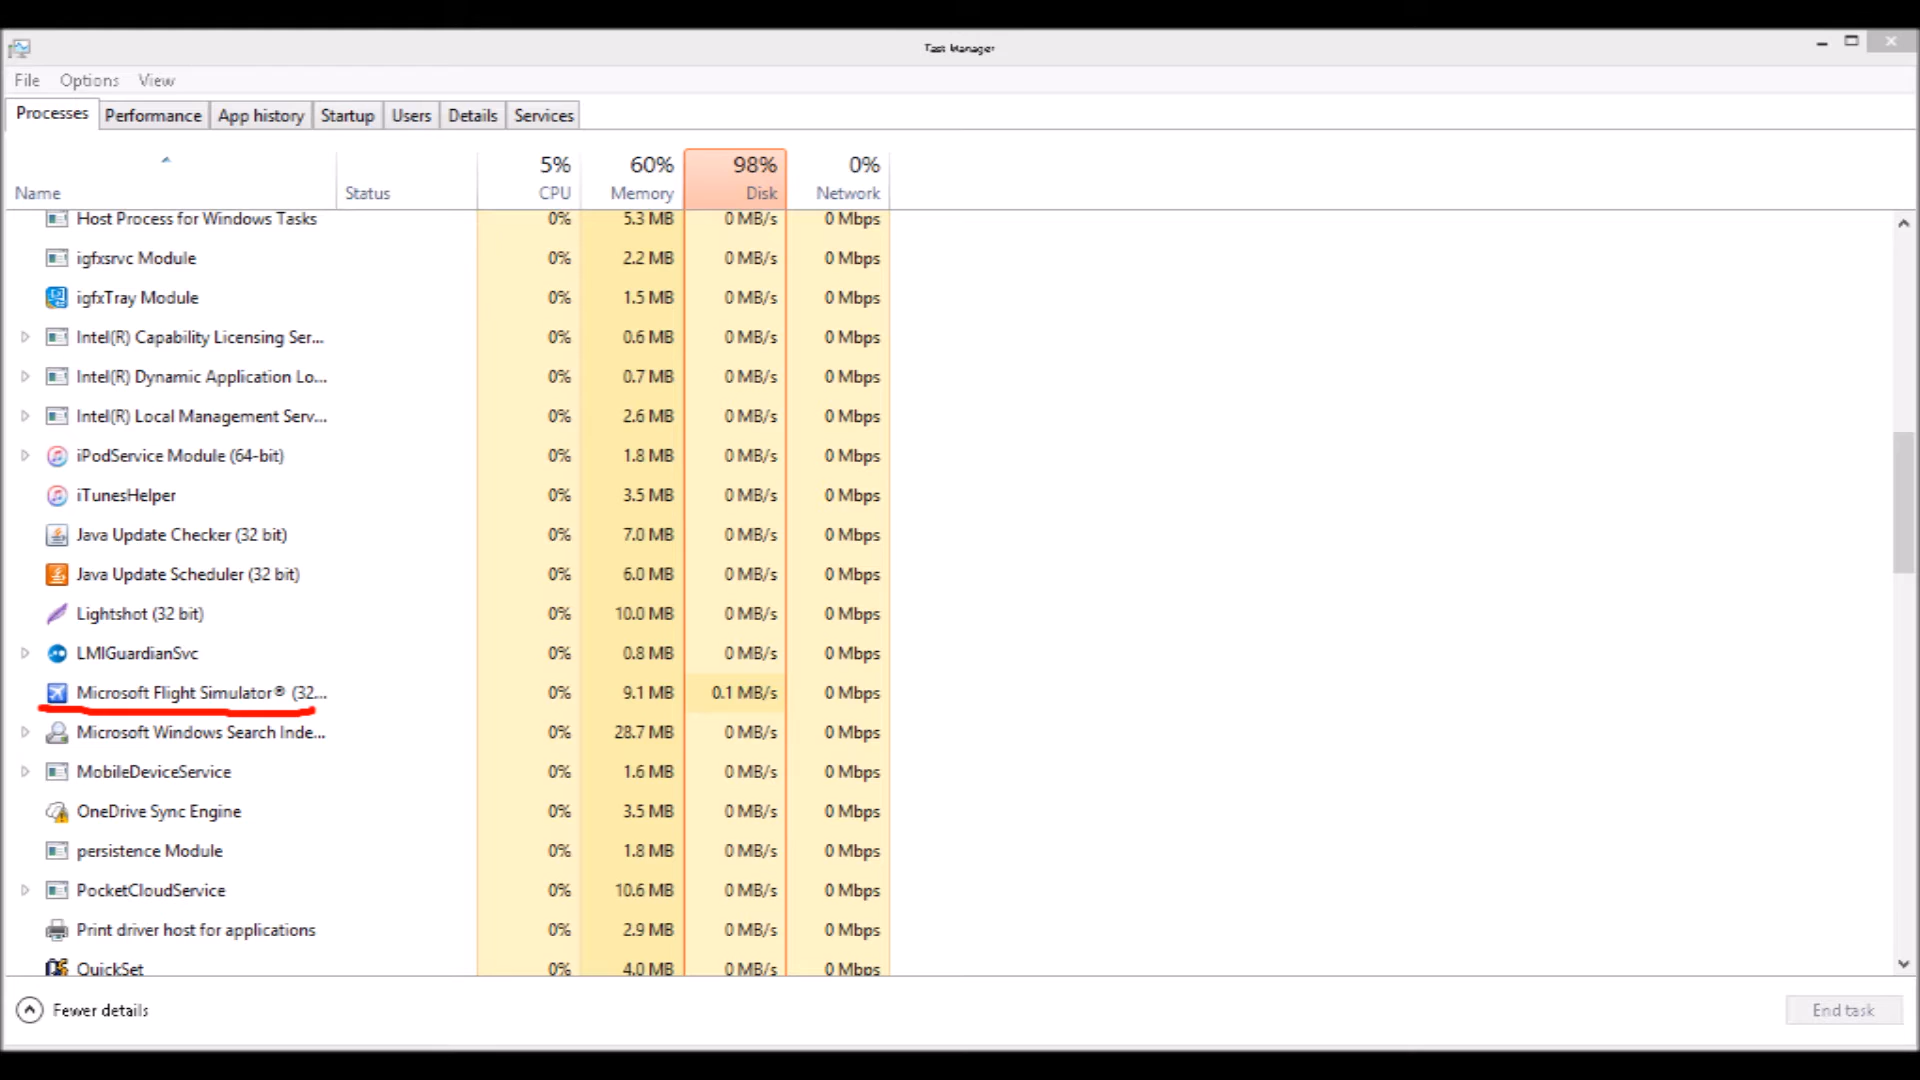 Task Manager
File Options View
Processes Performance App history Startup Users Details Services
5% 60% 98% 0%
Name Status CPU Memory Disk Network
Host Process for Windows Tasks 0% 5.3 MB 0 MB/s 0 Mbps
igfxsrvc Module 0% 2.2 MB 0 MB/s 0 Mbps
igfxTray Module 0% 1.5 MB 0 MB/s 0 Mbps
Intel(R) Capability Licensing Ser... 0% 0.6 MB 0 MB/s 0 Mbps
Intel(R) Dynamic Application Lo... 0% 0.7 MB 0 MB/s 0 Mbps
Intel(R) Local Management Serv... 0% 2.6 MB 0 MB/s 0 Mbps
iPodService Module (64-bit) 0% 1.8 MB 0 MB/s 0 Mbps
iTunesHelper 0% 3.5 MB 0 MB/s 0 Mbps
Java Update Checker (32 bit) 0% 7.0 MB 0 MB/s 0 Mbps
Java Update Scheduler (32 bit) 0% 6.0 MB 0 MB/s 0 Mbps
Lightshot (32 bit) 0% 10.0 MB 0 MB/s 0 Mbps
LMIGuardianSvc 0% 0.8 MB 0 MB/s 0 Mbps
Microsoft Flight Simulator® (32... 0% 9.1 MB 0.1 MB/s 0 Mbps
Microsoft Windows Search Inde... 0% 28.7 MB 0 MB/s 0 Mbps
MobileDeviceService 0% 1.6 MB 0 MB/s 0 Mbps
OneDrive Sync Engine 0% 3.5 MB 0 MB/s 0 Mbps
persistence Module 0% 1.8 MB 0 MB/s 0 Mbps
PocketCloudService 0% 10.6 MB 0 MB/s 0 Mbps
Print driver host for applications 0% 2.9 MB 0 MB/s 0 Mbps
QuickSet 0% 4.0 MB 0 MB/s 0 Mbps
Fewer details End task